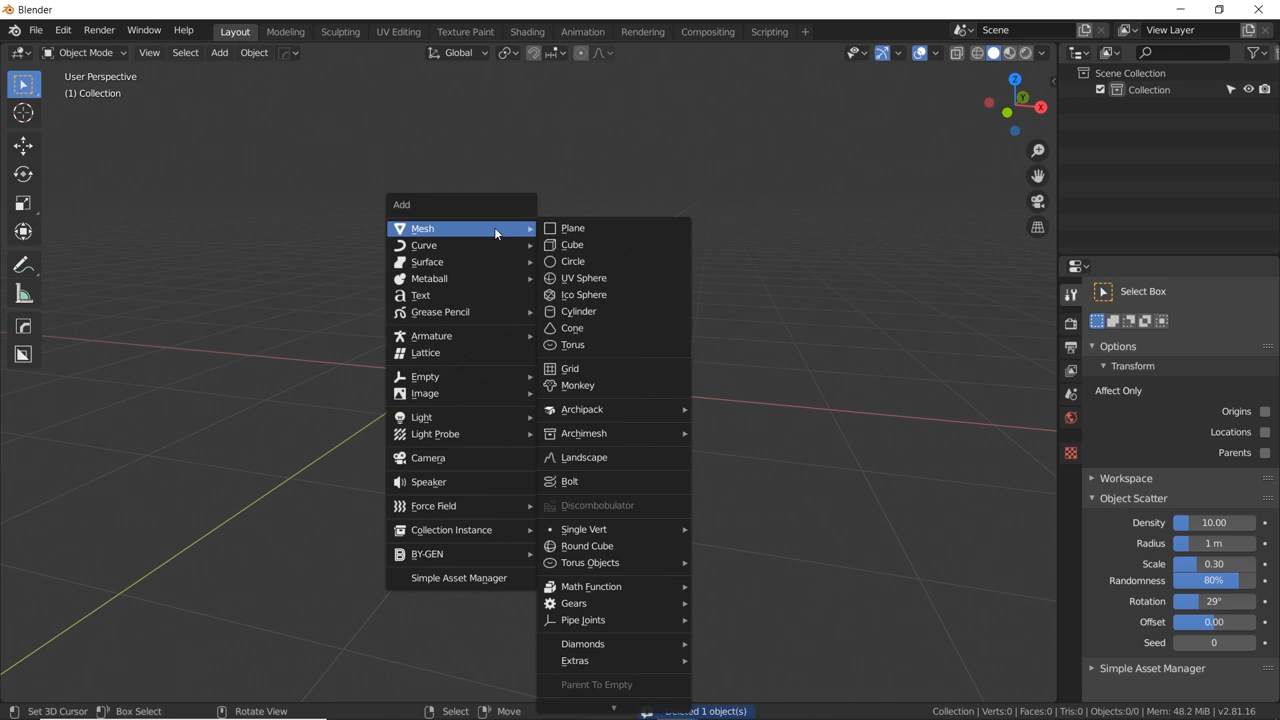 Blender
File Edit Render Window Help Layout Modeling Sculpting UV Editing Texture Paint Shading Animation Rendering Compositing Scripting + Scene View Layer
Object Mode View Select Add Object Global
User Perspective
(1) Collection
Z
Y
X
Scene Collection
Collection
Add
Mesh
Curve
Surface
Metaball
Text
Grease Pencil
Armature
Lattice
Empty
Image
Light
Light Probe
Camera
Speaker
Force Field
Collection Instance
BY-GEN
Simple Asset Manager
Plane
Cube
Circle
UV Sphere
Ico Sphere
Cylinder
Cone
Torus
Grid
Monkey
Archipack
Archimesh
Landscape
Bolt
Discombobulator
Single Vert
Round Cube
Torus Objects
Math Function
Gears
Pipe Joints
Diamonds
Extras
Parent To Empty
Select Box
Options
Transform
Affect Only
Origins
Locations
Parents
Workspace
Object Scatter
Density 10.00
Radius 1 m
Scale 0.30
Randomness 80%
Rotation 29°
Offset 0.00
Seed 0
Simple Asset Manager
Set 3D Cursor Box Select Rotate View Select Move Deleted 1 object(s) Collection | Verts:0 | Faces:0 | Tris:0 | Objects:0/0 | Mem: 48.2 MiB | v2.81.16